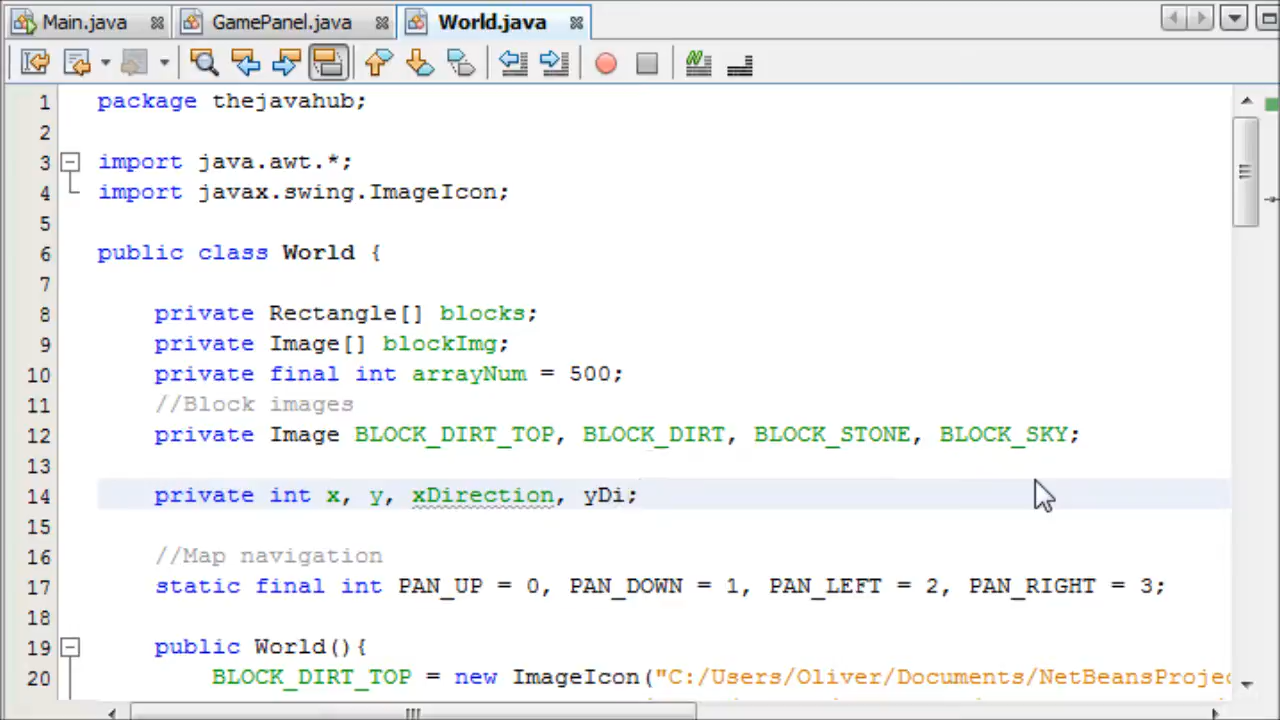 Main.java GamePanel.java World.java
1 package thejavahub;
2
3 import java.awt.*;
4 import javax.swing.ImageIcon;
5
6 public class World {
7
8 private Rectangle[] blocks;
9 private Image[] blockImg;
10 private final int arrayNum = 500;
11 //Block images
12 private Image BLOCK_DIRT_TOP, BLOCK_DIRT, BLOCK_STONE, BLOCK_SKY;
13
14 private int x, y, xDirection, yDi;
15
16 //Map navigation
17 static final int PAN_UP = 0, PAN_DOWN = 1, PAN_LEFT = 2, PAN_RIGHT = 3;
18
19 public World(){
20 BLOCK_DIRT_TOP = new ImageIcon("C:/Users/Oliver/Documents/NetBeansProjec